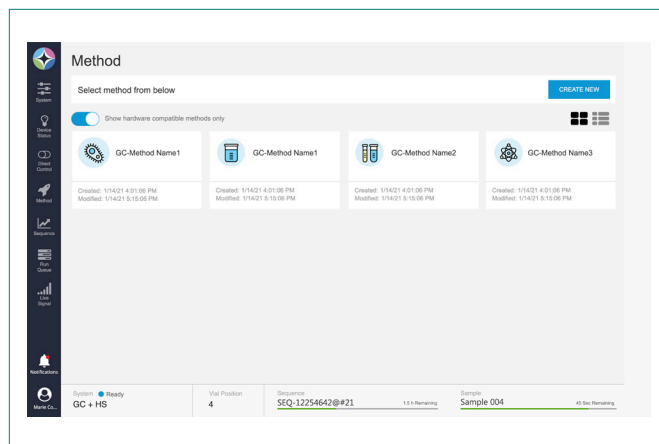 Method
Select method from below
CREATE NEW
Show hardware compatible methods only
GC-Method Name1
Created: 1/14/21 4:01:06 PM
Modified: 1/14/21 5:15:06 PM
GC-Method Name1
Created: 1/14/21 4:01:06 PM
Modified: 1/14/21 5:15:06 PM
GC-Method Name2
Created: 1/14/21 4:01:06 PM
Modified: 1/14/21 5:15:06 PM
GC-Method Name3
Created: 1/14/21 4:01:06 PM
Modified: 1/14/21 5:15:06 PM
System
Device
Status
Direct
Control
Method
Sequence
Run
Queue
Live
Signal
Notifications
Marie Co...
System Ready
GC + HS
Vial Position
4
Sequence
SEQ-12254642@#21
1.5 h Remaining
Sample
Sample 004
45 Sec Remaining